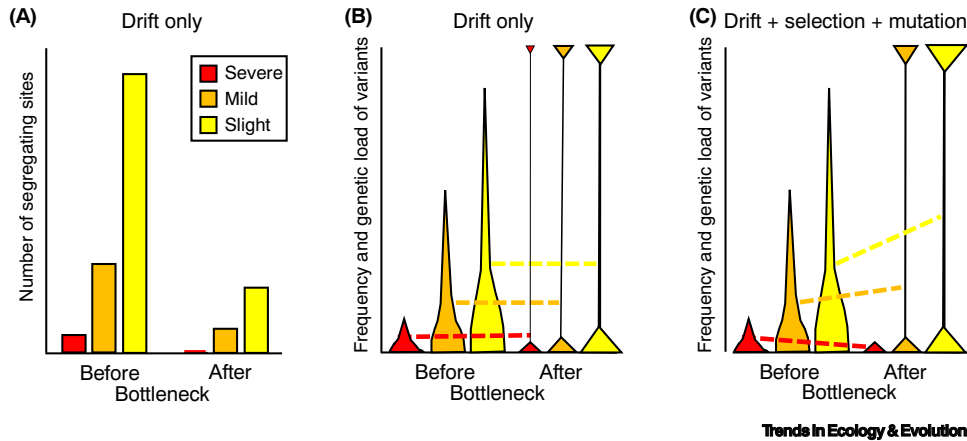 (A) Drift only
Number of segregating sites
Severe
Mild
Slight
Before After
Bottleneck
(B) Drift only
Frequency and genetic load of variants
Before After
Bottleneck
(C) Drift + selection + mutation
Frequency and genetic load of variants
Before After
Bottleneck
Trends in Ecology & Evolution